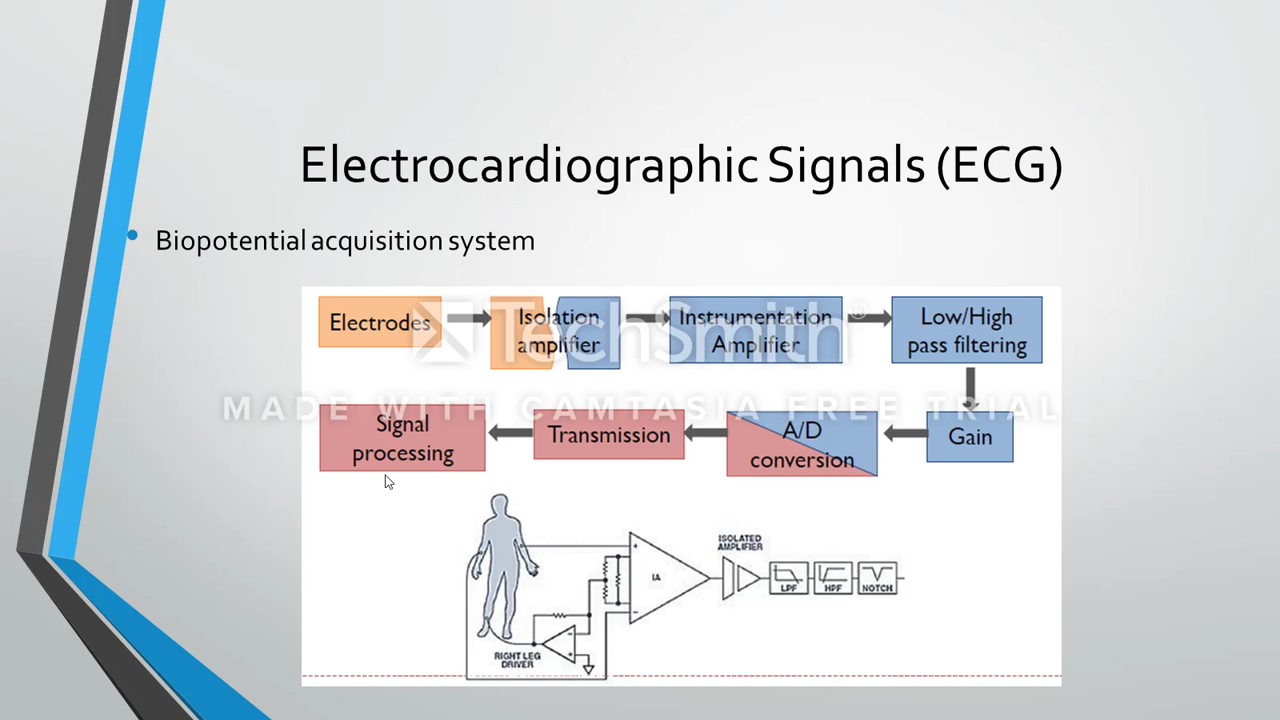 Electrocardiographic Signals (ECG)
Biopotential acquisition system
Electrodes
Isolation
amplifier
Instrumentation
Amplifier
Low/High
pass filtering
TechSmith®
MADE WITH CAMTASIA FREE TRIAL
Signal
processing
Transmission
A/D
conversion
Gain
ISOLATED
AMPLIFIER
+
IA
−
LPF
HPF
NOTCH
−
+
RIGHT LEG
DRIVER